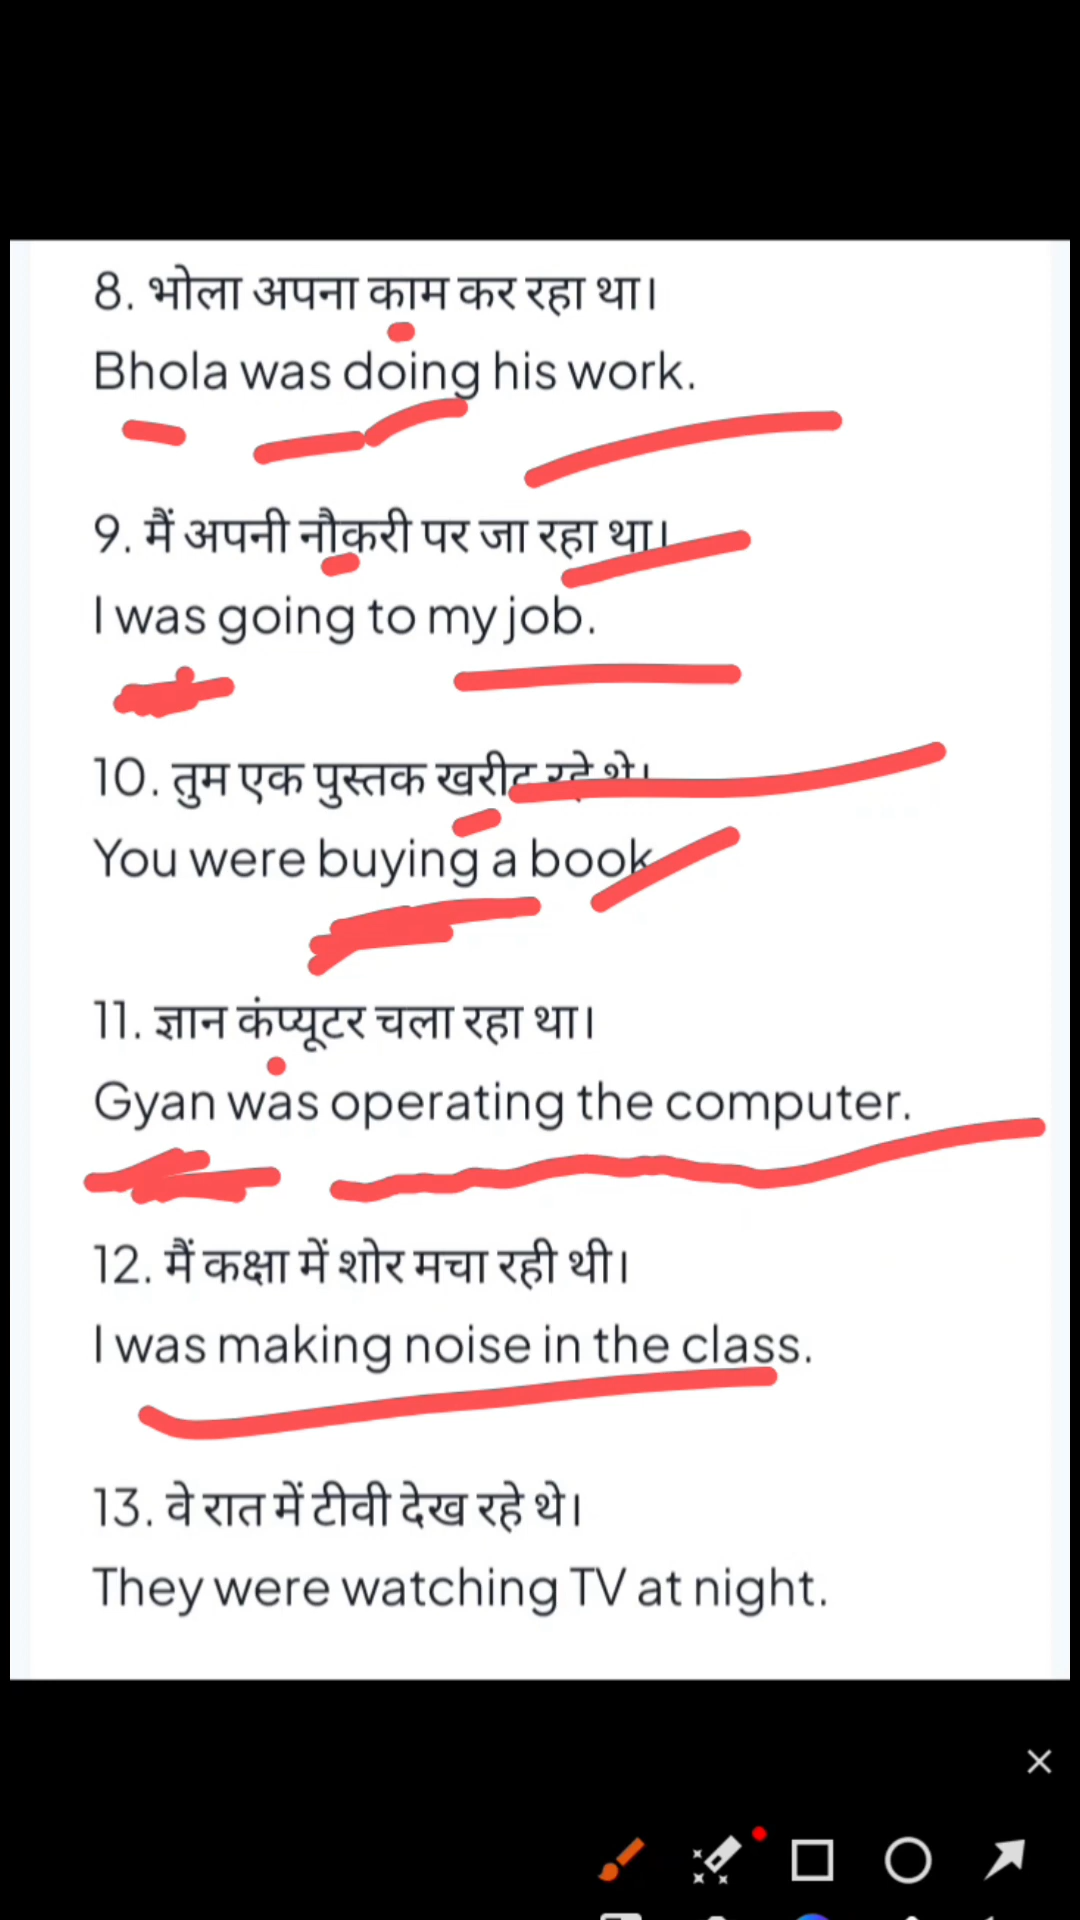 8. भोला अपना काम कर रहा था।
Bhola was doing his work.
9. मैं अपनी नौकरी पर जा रहा था।
I was going to my job.
10. तुम एक पुस्तक खरीद रहे थे।
You were buying a book
11. ज्ञान कंप्यूटर चला रहा था।
Gyan was operating the computer.
12. मैं कक्षा में शोर मचा रही थी।
I was making noise in the class.
13. वे रात में टीवी देख रहे थे।
They were watching TV at night.